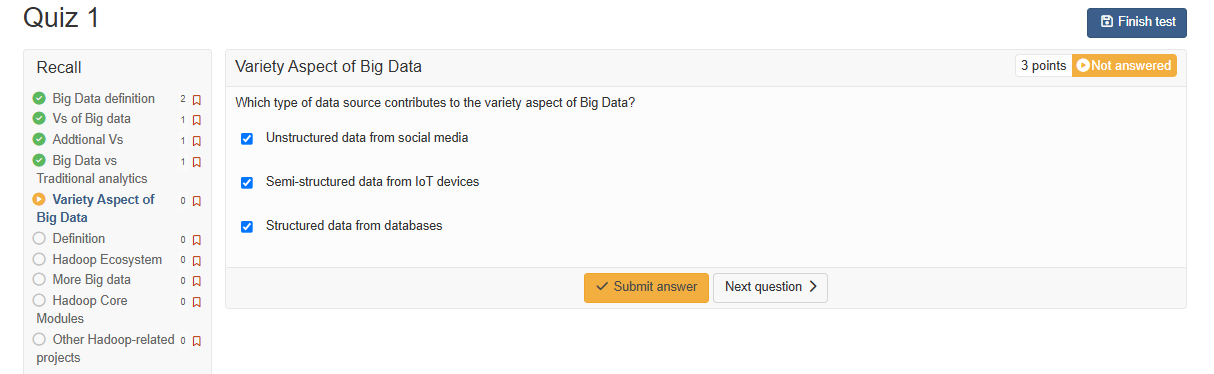 Quiz 1
Finish test
Recall
Big Data definition 2
Vs of Big data 1
Addtional Vs 1
Big Data vs 1
Traditional analytics
Variety Aspect of 0
Big Data
Definition 0
Hadoop Ecosystem 0
More Big data 0
Hadoop Core 0
Modules
Other Hadoop-related 0
projects
Variety Aspect of Big Data
3 points Not answered
Which type of data source contributes to the variety aspect of Big Data?
Unstructured data from social media
Semi-structured data from IoT devices
Structured data from databases
Submit answer
Next question